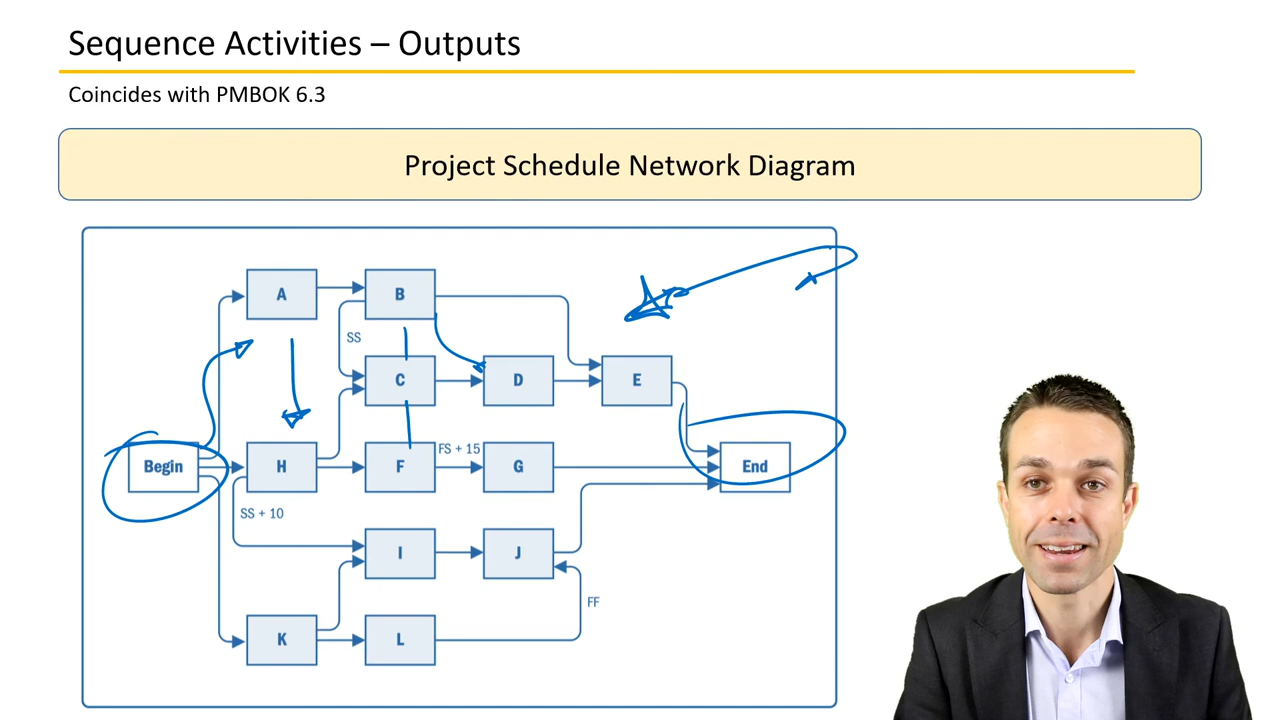 Sequence Activities – Outputs
Coincides with PMBOK 6.3
Project Schedule Network Diagram
A
B
SS
C
D
E
Begin
H
F
FS + 15
G
End
SS + 10
I
J
FF
K
L